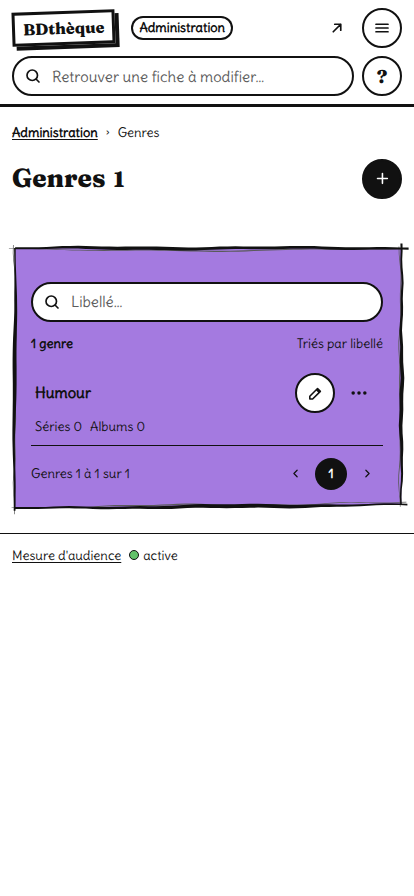 BDthèque Administration
Retrouver une fiche à modifier... ?
Administration › Genres
Genres 1
Libellé...
1 genre Triés par libellé
Humour
Séries 0 Albums 0
Genres 1 à 1 sur 1 ‹ 1 ›
Mesure d'audience active